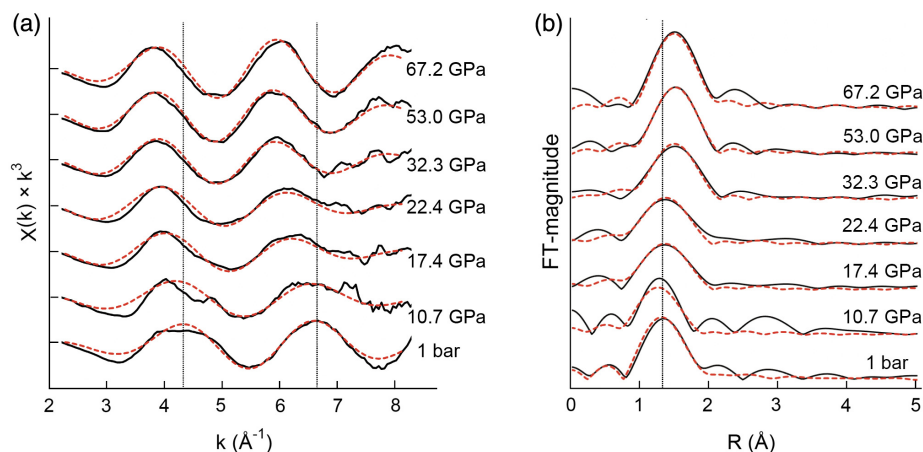 (a)
67.2 GPa
53.0 GPa
32.3 GPa
22.4 GPa
17.4 GPa
10.7 GPa
1 bar
χ(k) × k³
2 3 4 5 6 7 8
k (Å⁻¹)
(b)
67.2 GPa
53.0 GPa
32.3 GPa
22.4 GPa
17.4 GPa
10.7 GPa
1 bar
FT-magnitude
0 1 2 3 4 5
R (Å)